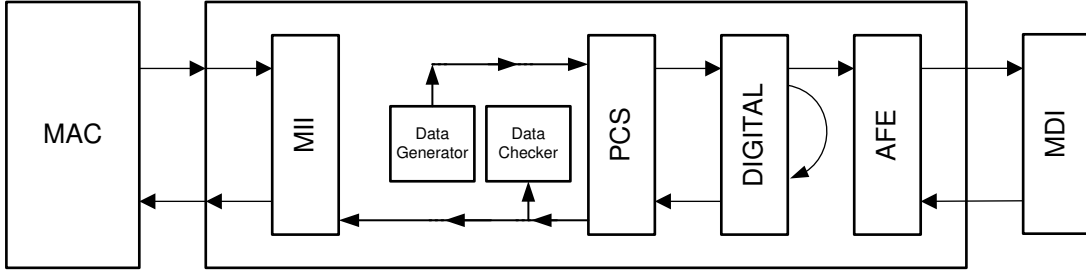 MAC
MII
Data
Generator
Data
Checker
PCS
DIGITAL
AFE
MDI